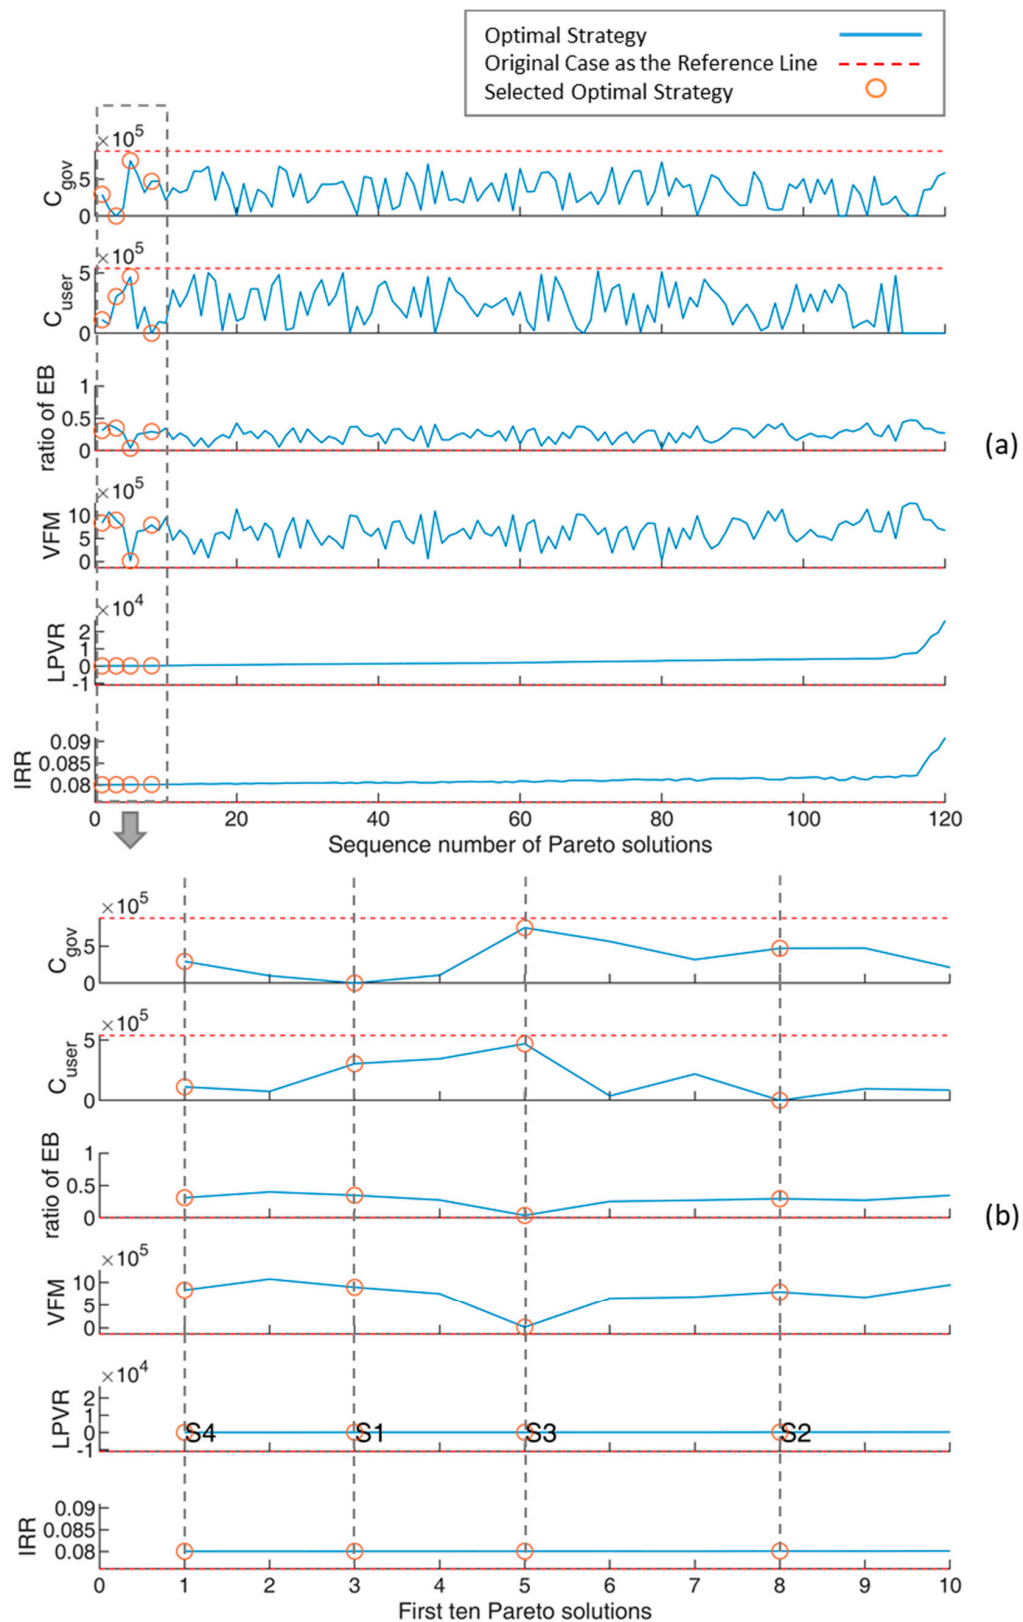 Optimal Strategy
Original Case as the Reference Line
Selected Optimal Strategy
×10^5
C_gov
5
0
×10^5
C_user
5
0
ratio of EB
1
0.5
0
×10^5
VFM
10
5
0
×10^4
LPVR
2
1
0
-1
IRR
0.09
0.085
0.08
0 20 40 60 80 100 120
Sequence number of Pareto solutions
(a)
×10^5
C_gov
5
0
×10^5
C_user
5
0
ratio of EB
1
0.5
0
×10^5
VFM
10
5
0
×10^4
LPVR
2
1
0
-1
S4 S1 S3 S2
IRR
0.09
0.085
0.08
0 1 2 3 4 5 6 7 8 9 10
First ten Pareto solutions
(b)